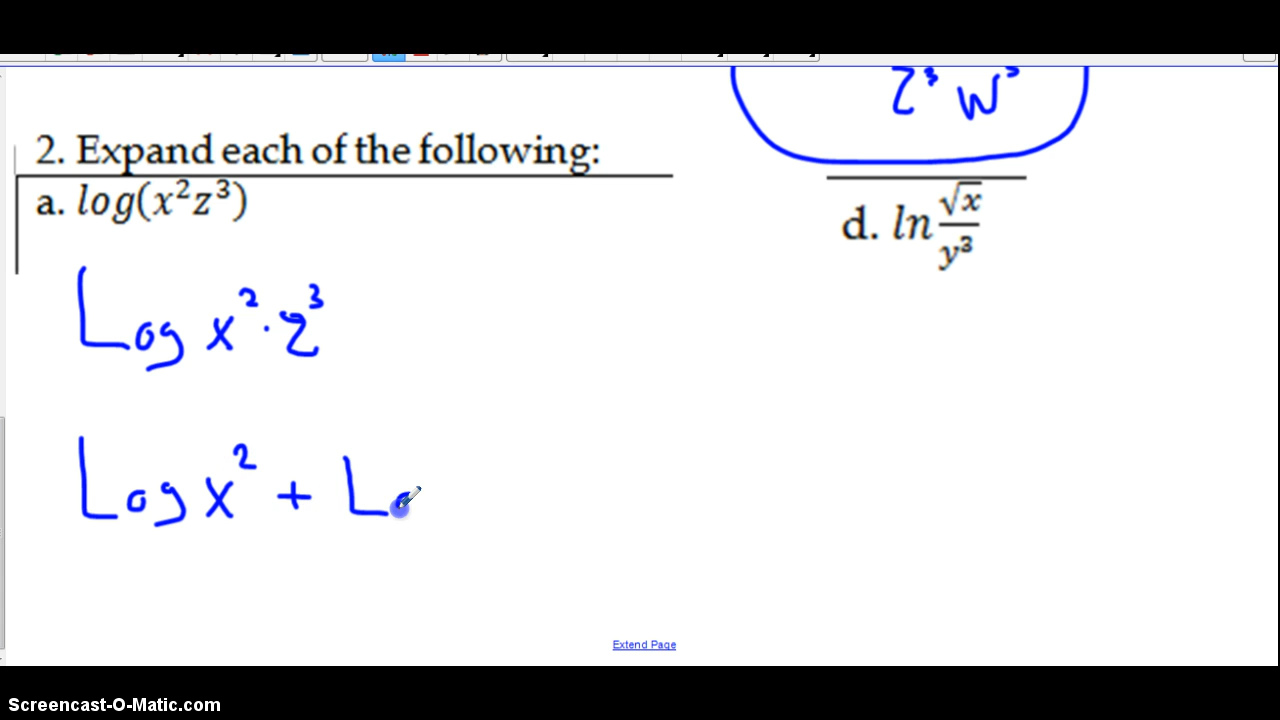 z³ w³
2. Expand each of the following:
a. log(x²z³)
d. ln √x/y³
Log x² · z³
Log x² + Lo
Extend Page
Screencast-O-Matic.com